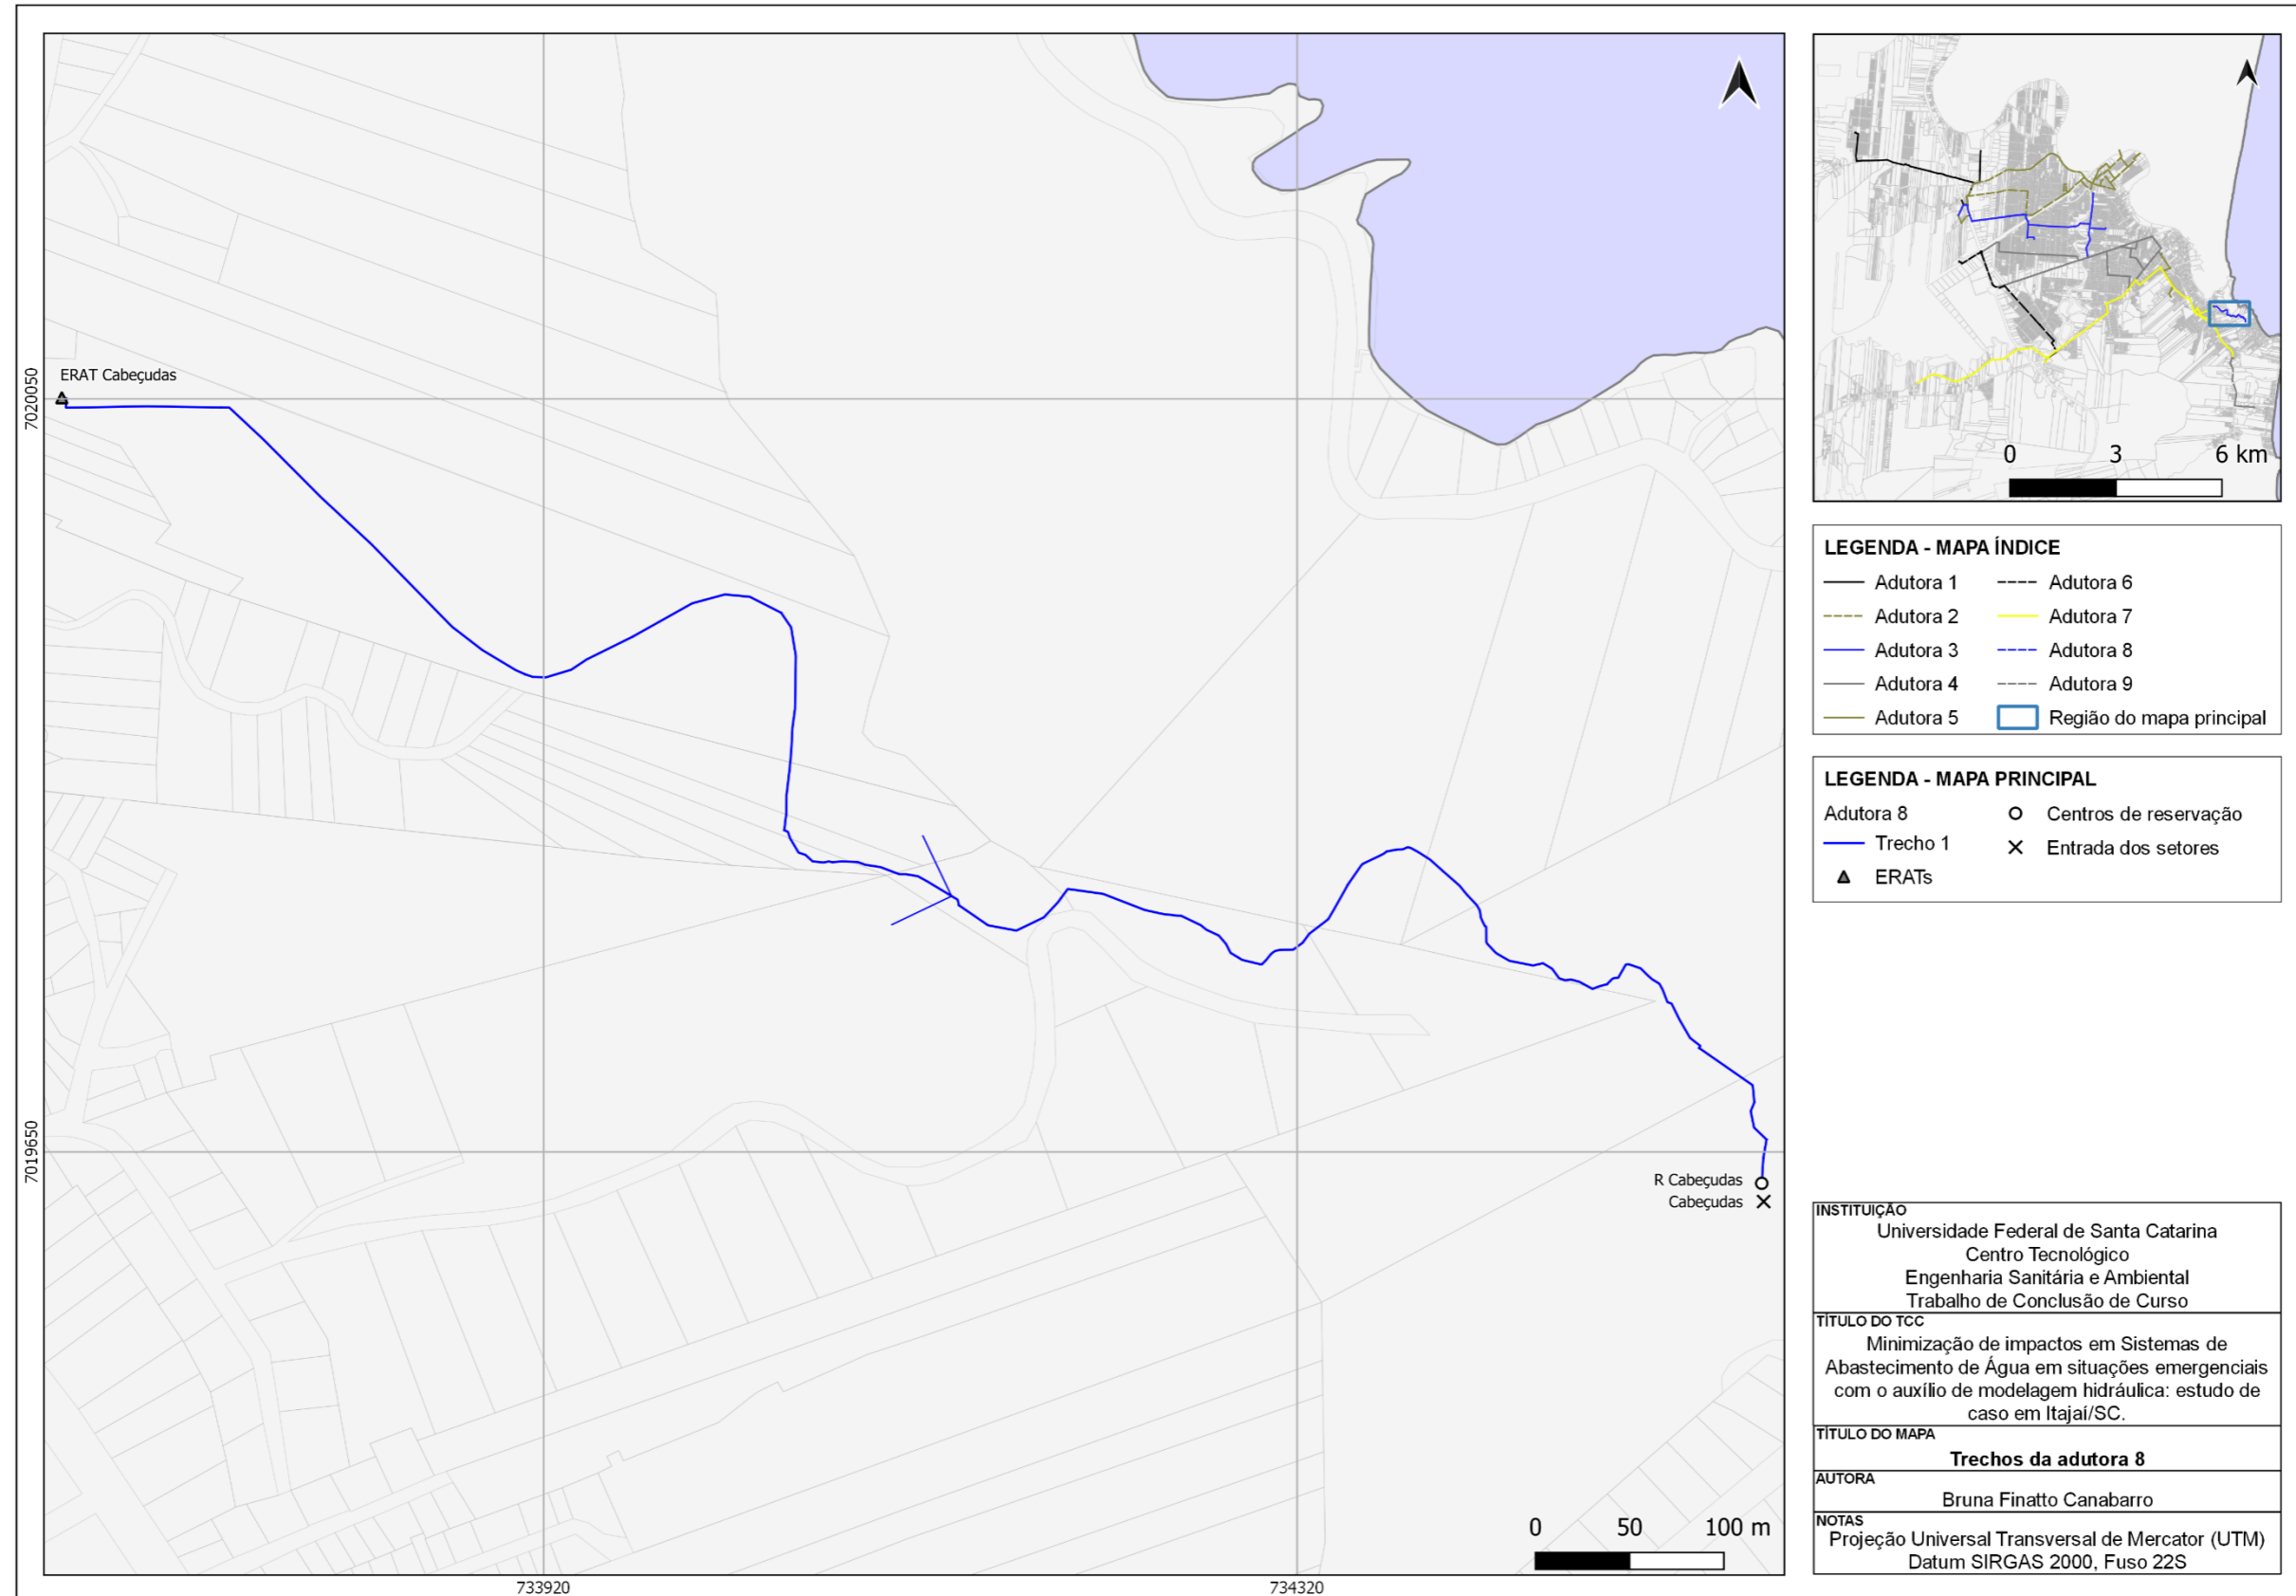 ERAT Cabeçudas
7020050
7019650
R Cabeçudas
Cabeçudas
0 50 100 m
733920
734320
0 3 6 km
LEGENDA - MAPA ÍNDICE
Adutora 1
Adutora 2
Adutora 3
Adutora 4
Adutora 5
Adutora 6
Adutora 7
Adutora 8
Adutora 9
Região do mapa principal
LEGENDA - MAPA PRINCIPAL
Adutora 8
Trecho 1
ERATs
Centros de reservação
Entrada dos setores
INSTITUIÇÃO
Universidade Federal de Santa Catarina
Centro Tecnológico
Engenharia Sanitária e Ambiental
Trabalho de Conclusão de Curso
TÍTULO DO TCC
Minimização de impactos em Sistemas de
Abastecimento de Água em situações emergenciais
com o auxílio de modelagem hidráulica: estudo de
caso em Itajaí/SC.
TÍTULO DO MAPA
Trechos da adutora 8
AUTORA
Bruna Finatto Canabarro
NOTAS
Projeção Universal Transversal de Mercator (UTM)
Datum SIRGAS 2000, Fuso 22S